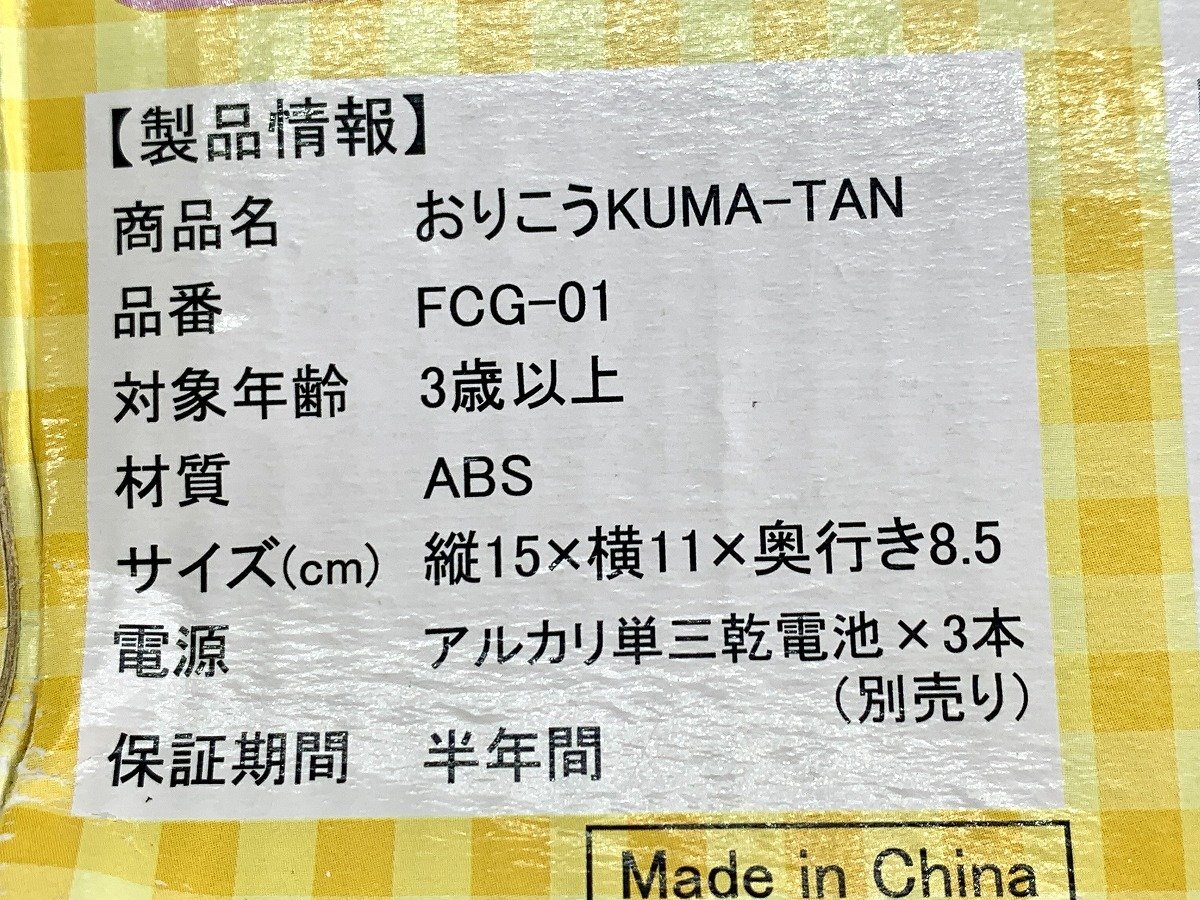 【製品情報】
商品名 おりこうKUMA-TAN
品番 FCG-01
対象年齢 3歳以上
材質 ABS
サイズ(cm) 縦15×横11×奥行き8.5
電源 アルカリ単三乾電池×3本
(別売り)
保証期間 半年間
Made in China